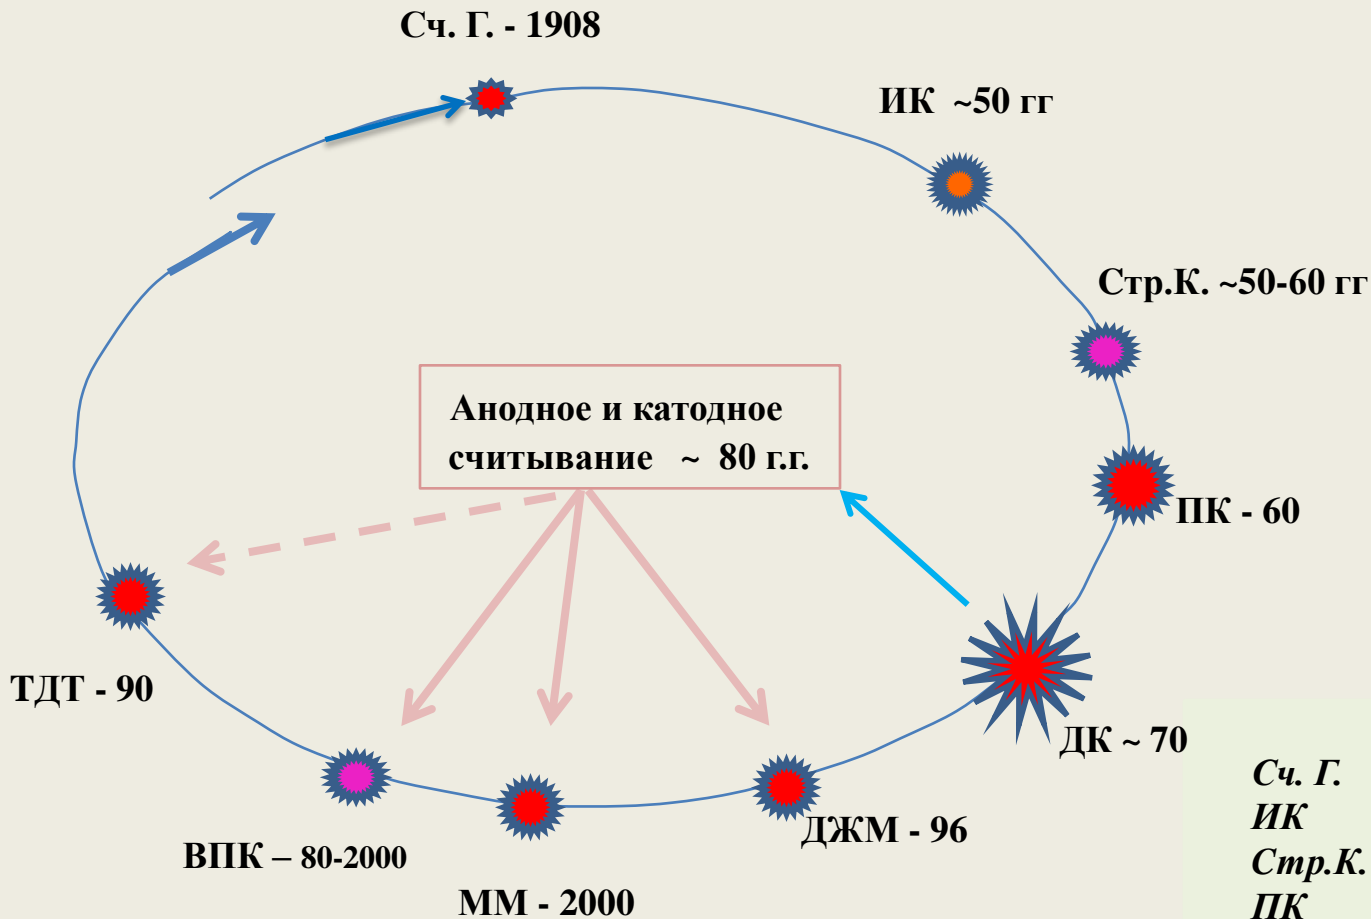 Сч. Г. - 1908
ИК ~50 гг
Стр.К. ~50-60 гг
Анодное и катодное
считывание ~ 80 г.г.
ПК - 60
ТДТ - 90
ДК ~ 70
ДЖМ - 96
ВПК – 80-2000
ММ - 2000
Сч. Г.
ИК
Стр.К.
ПК